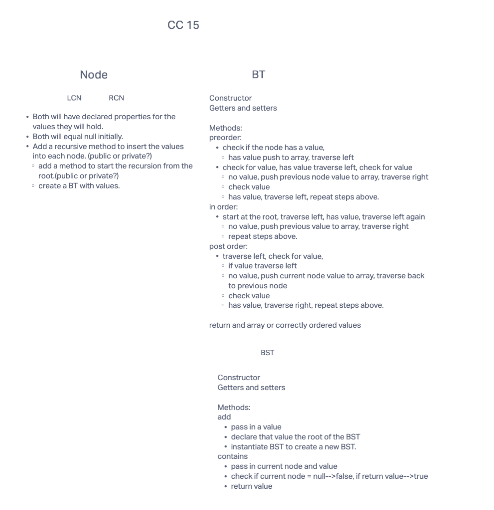 CC 15
Node
LCN RCN
• Both will have declared properties for the
values they will hold.
• Both will equal null initially.
• Add a recursive method to insert the values
into each node. (public or private?)
▫ add a method to start the recursion from the
root.(public or private?)
▫ create a BT with values.
BT
Constructor
Getters and setters
Methods:
preorder:
• check if the node has a value,
▫ has value push to array, traverse left
• check for value, has value traverse left, check for value
▫ no value, push previous node value to array, traverse right
▫ check value
▫ has value, traverse left, repeat steps above.
in order:
• start at the root, traverse left, has value, traverse left again
▫ no value, push previous value to array, traverse right
▫ repeat steps above.
post order:
• traverse left, check for value,
▫ if value traverse left
▫ no value, push current node value to array, traverse back
to previous node
▫ check value
▫ has value, traverse right, repeat steps above.
return and array or correctly ordered values
BST
Constructor
Getters and setters
Methods:
add
• pass in a value
• declare that value the root of the BST
• instantiate BST to create a new BST.
contains
• pass in current node and value
• check if current node = null-->false, if return value-->true
• return value